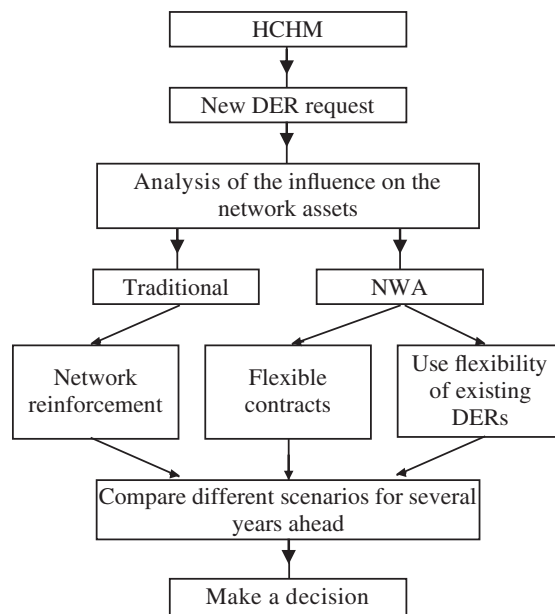 HCHM
New DER request
Analysis of the influence on the
network assets
Traditional
NWA
Network
reinforcement
Flexible
contracts
Use flexibility
of existing
DERs
Compare different scenarios for several
years ahead
Make a decision